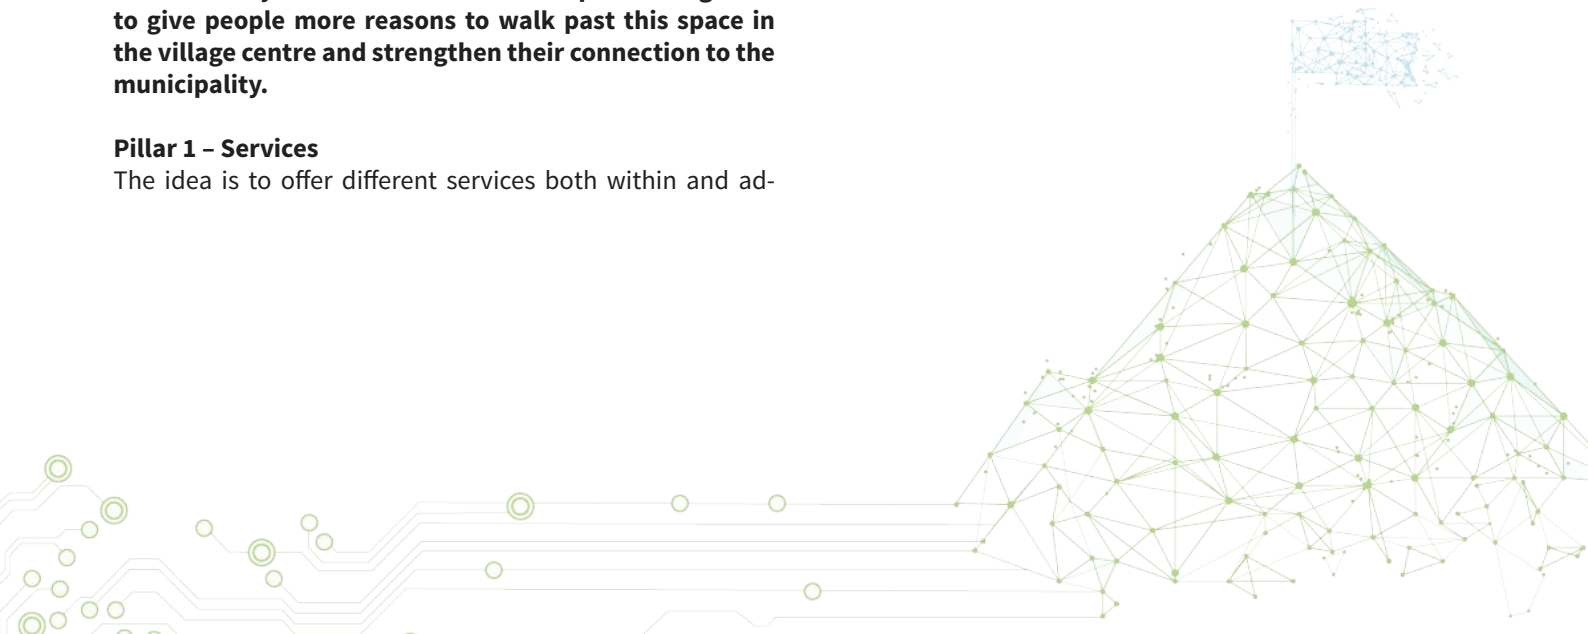 to give people more reasons to walk past this space in
the village centre and strengthen their connection to the
municipality.
Pillar 1 – Services
The idea is to offer different services both within and ad-